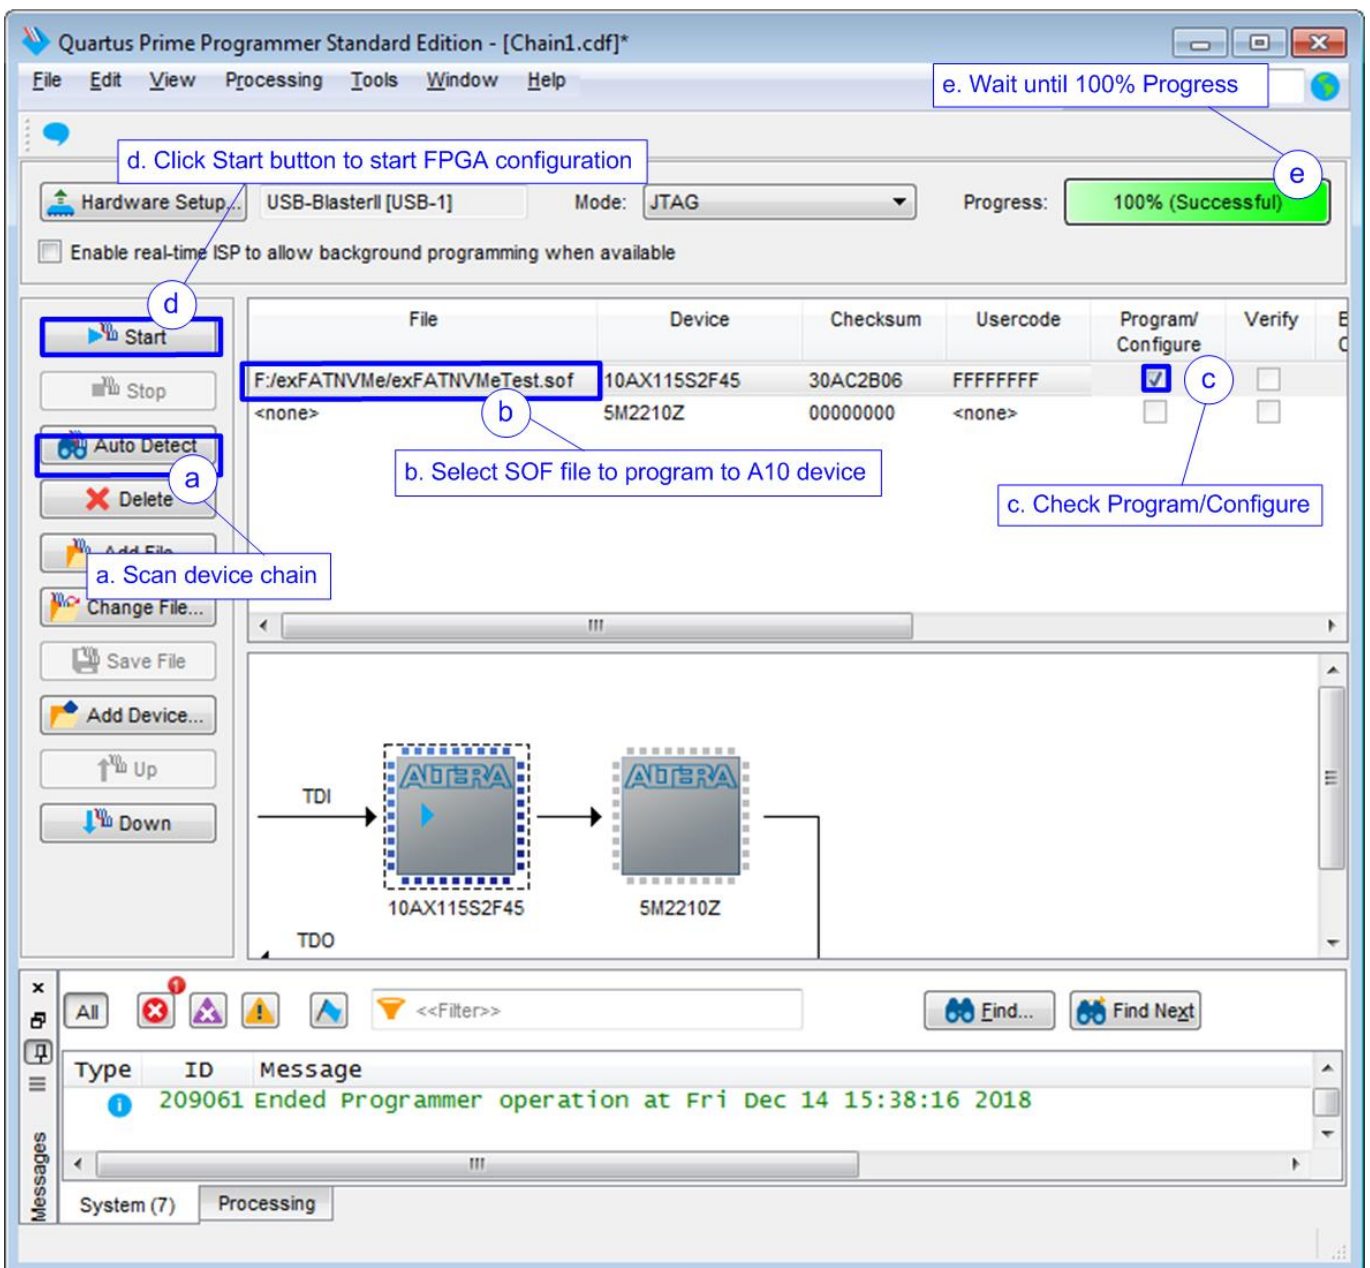 Quartus Prime Programmer Standard Edition - [Chain1.cdf]*
File Edit View Processing Tools Window Help
e. Wait until 100% Progress
d. Click Start button to start FPGA configuration
e
Hardware Setup... USB-BlasterII [USB-1] Mode: JTAG Progress: 100% (Successful)
Enable real-time ISP to allow background programming when available
d
File Device Checksum Usercode Program/ Configure Verify
Start
F:/exFATNVMe/exFATNVMeTest.sof 10AX115S2F45 30AC2B06 FFFFFFFF c
Stop
<none> b 5M2210Z 00000000 <none>
Auto Detect
b. Select SOF file to program to A10 device
a
Delete
c. Check Program/Configure
Add File...
a. Scan device chain
Change File...
Save File
Add Device...
Up
Down
TDI
ALTERA ALTERA
10AX115S2F45 5M2210Z
TDO
All 1 <<Filter>> Find... Find Next
Type ID Message
209061 Ended Programmer operation at Fri Dec 14 15:38:16 2018
Messages
System (7) Processing